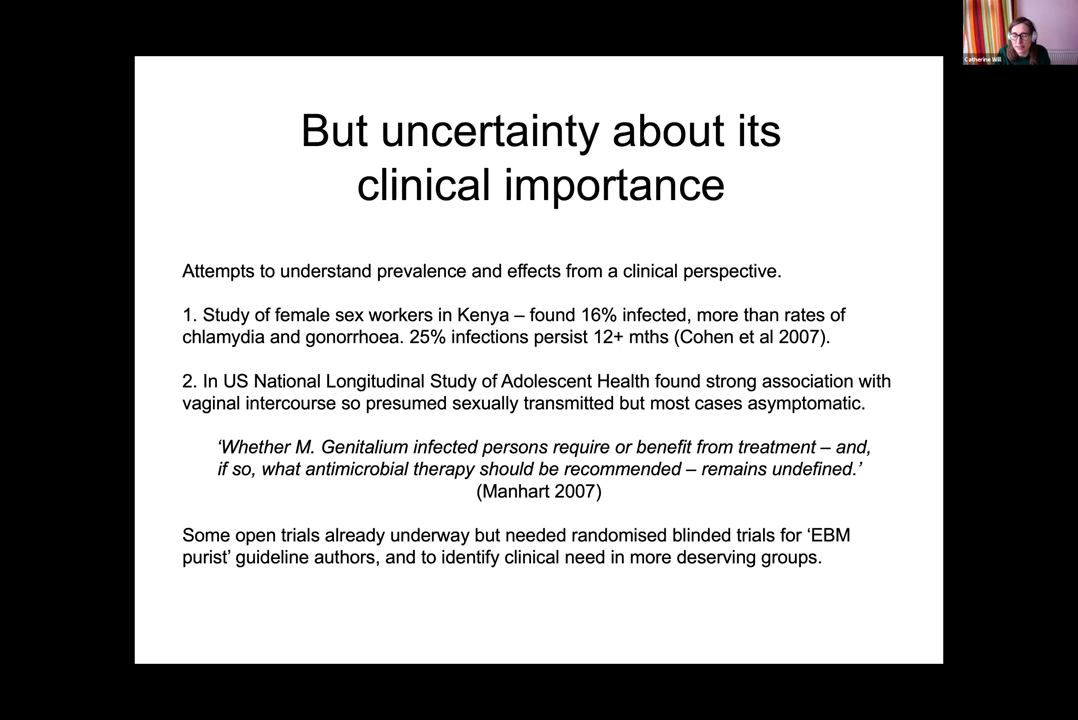 Catherine Will
But uncertainty about its
clinical importance
Attempts to understand prevalence and effects from a clinical perspective.
1. Study of female sex workers in Kenya – found 16% infected, more than rates of
chlamydia and gonorrhoea. 25% infections persist 12+ mths (Cohen et al 2007).
2. In US National Longitudinal Study of Adolescent Health found strong association with
vaginal intercourse so presumed sexually transmitted but most cases asymptomatic.
‘Whether M. Genitalium infected persons require or benefit from treatment – and,
if so, what antimicrobial therapy should be recommended – remains undefined.’
(Manhart 2007)
Some open trials already underway but needed randomised blinded trials for ‘EBM
purist’ guideline authors, and to identify clinical need in more deserving groups.